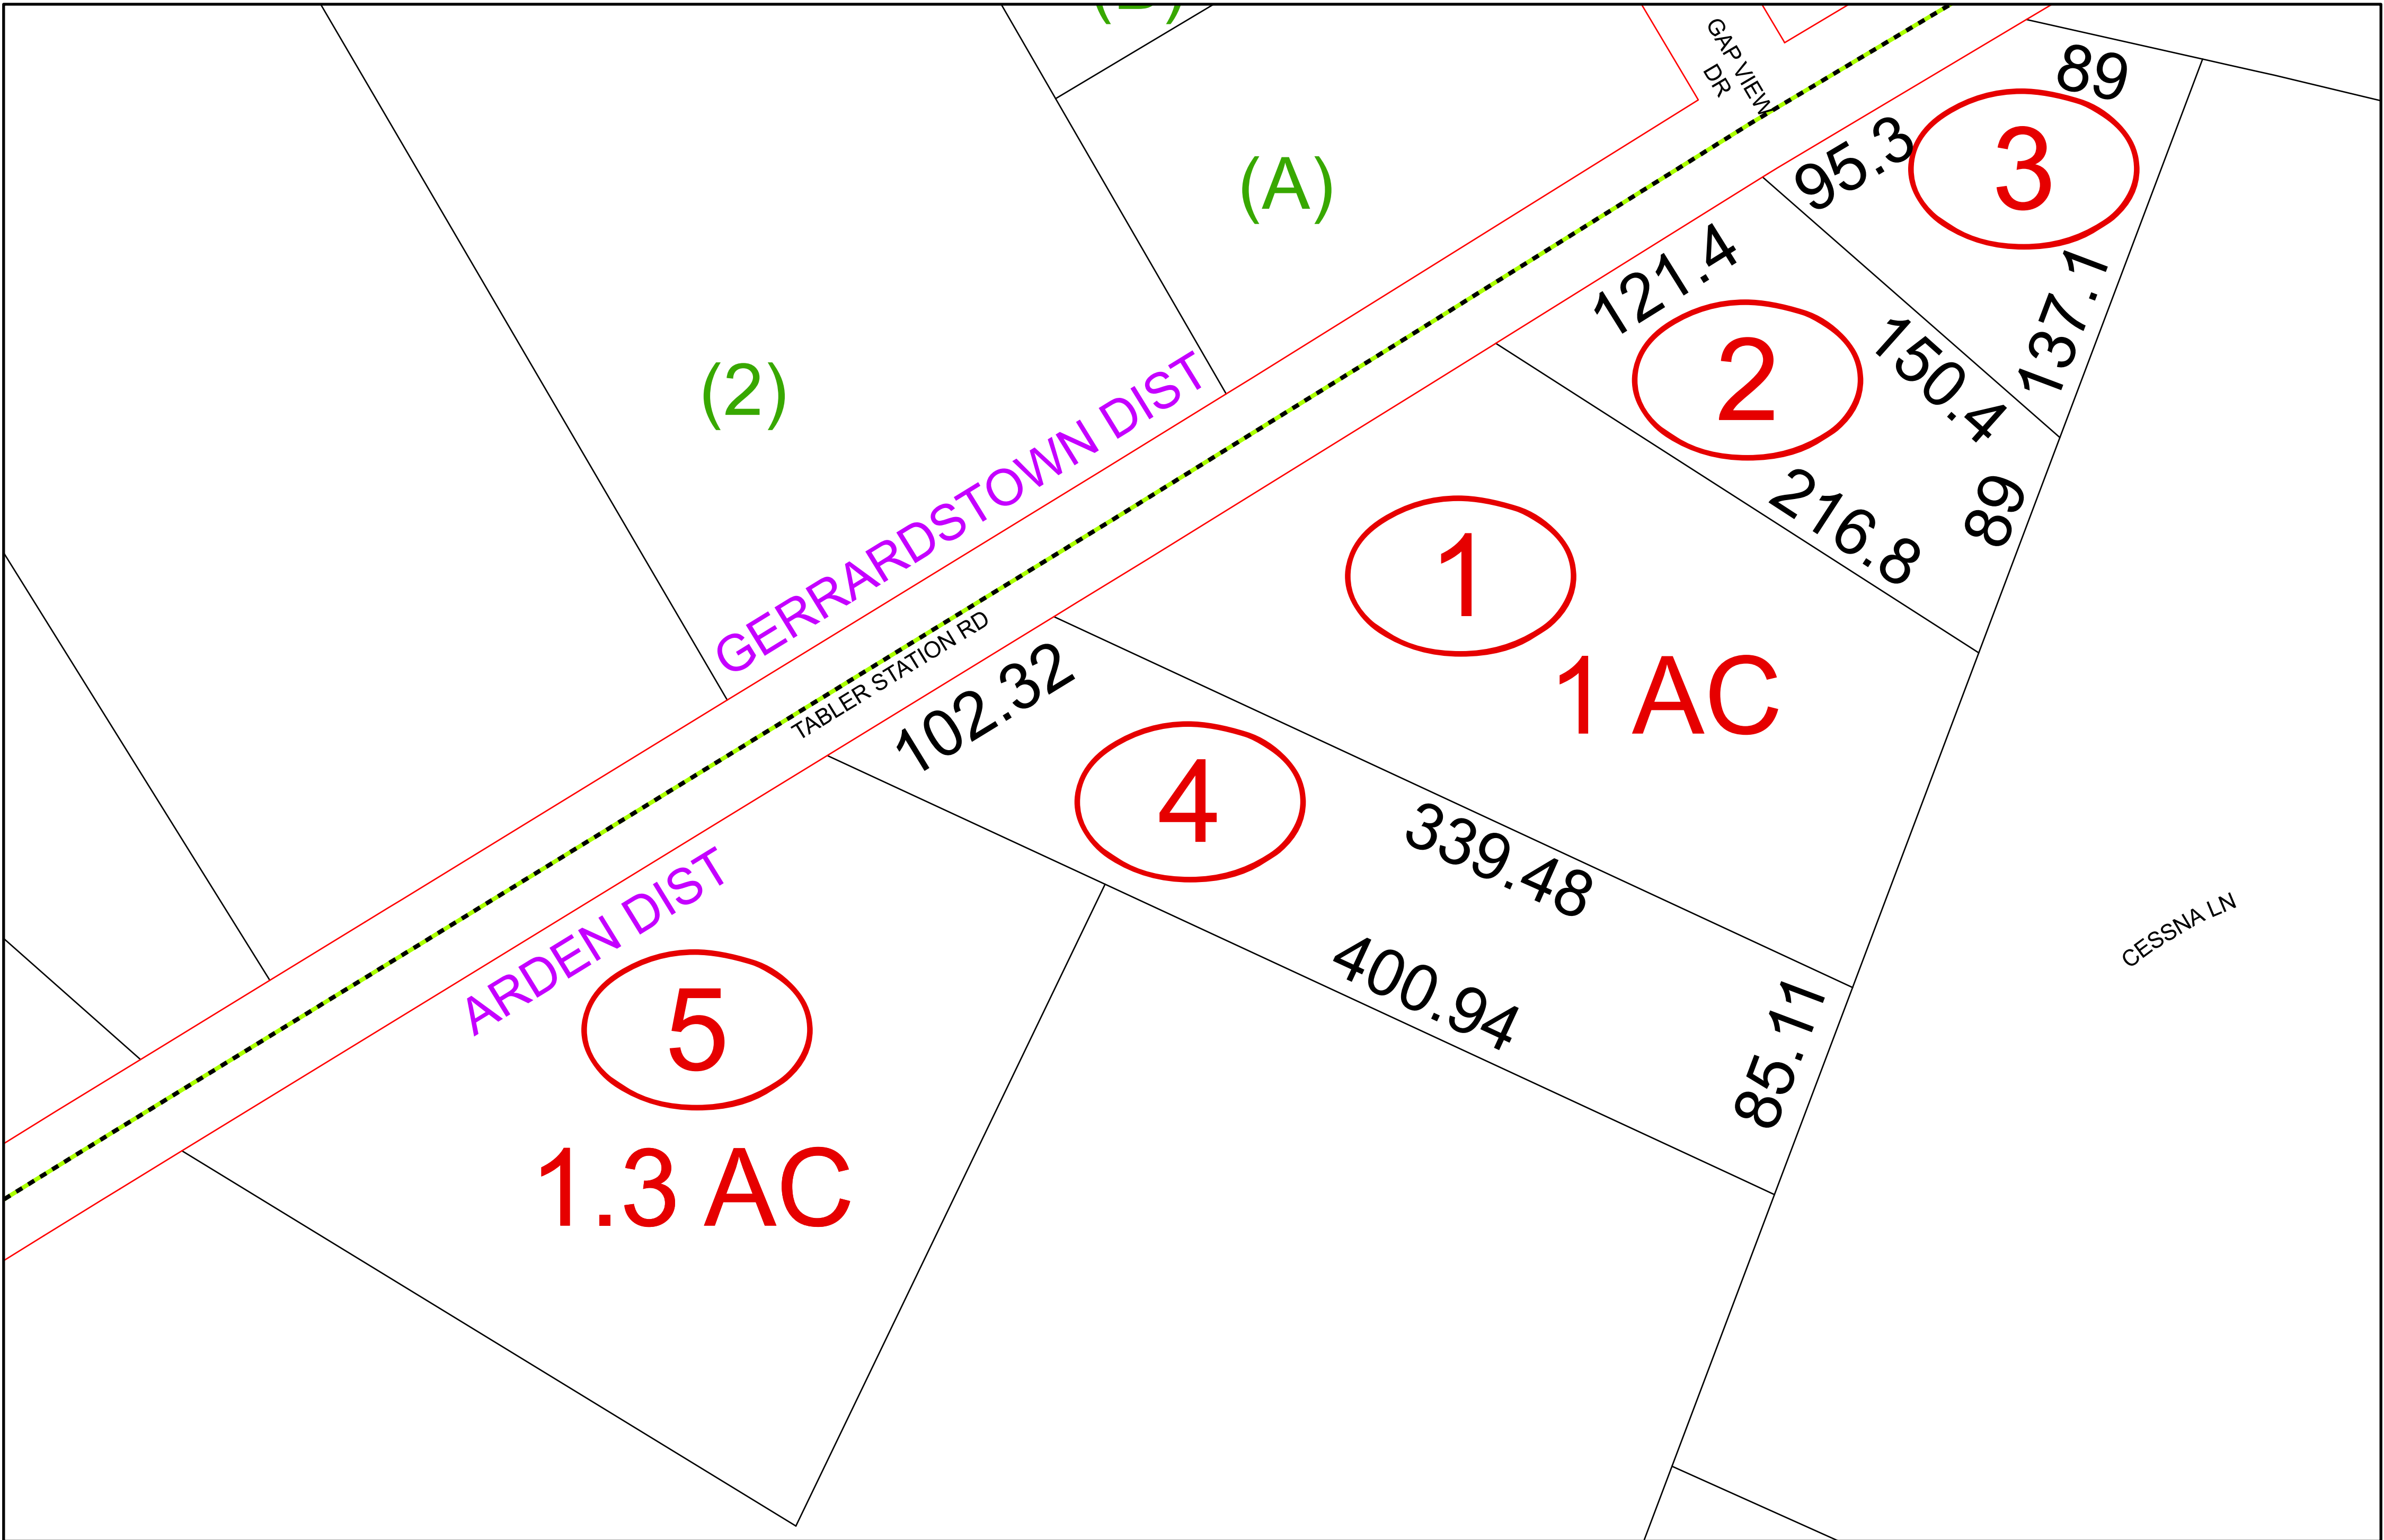 GAP VIEW
DR
89
3
95.3
(A)
121.4
137.1
2
150.4
(2)
GERRARDSTOWN DIST
216.8
89
1
1 AC
TABLER STATION RD
102.32
4
339.48
ARDEN DIST
400.94
CESSNA LN
5
85.11
1.3 AC